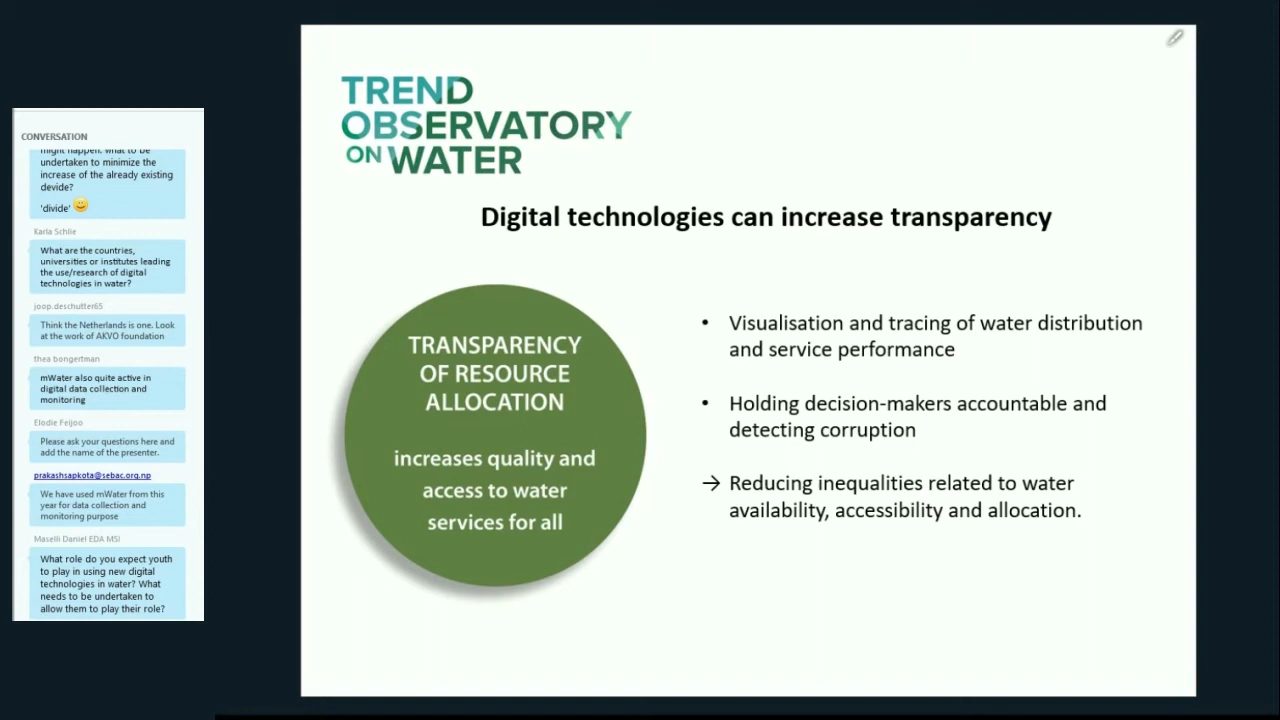 CONVERSATION
might happen. what to be
undertaken to minimize the
increase of the already existing
devide?
'divide'
Karla Schlie
What are the countries,
universities or institutes leading
the use/research of digital
technologies in water?
joop.deschutter65
Think the Netherlands is one. Look
at the work of AKVO foundation
thea bongertman
mWater also quite active in
digital data collection and
monitoring
Elodie Feijoo
Please ask your questions here and
add the name of the presenter.
prakashsapkota@sebac.org.np
We have used mWater from this
year for data collection and
monitoring purpose
Maselli Daniel EDA MSI
What role do you expect youth
to play in using new digital
technologies in water? What
needs to be undertaken to
allow them to play their role?
TREND
OBSERVATORY
ON WATER
Digital technologies can increase transparency
TRANSPARENCY
OF RESOURCE
ALLOCATION
increases quality and
access to water
services for all
• Visualisation and tracing of water distribution
and service performance
• Holding decision-makers accountable and
detecting corruption
→ Reducing inequalities related to water
availability, accessibility and allocation.